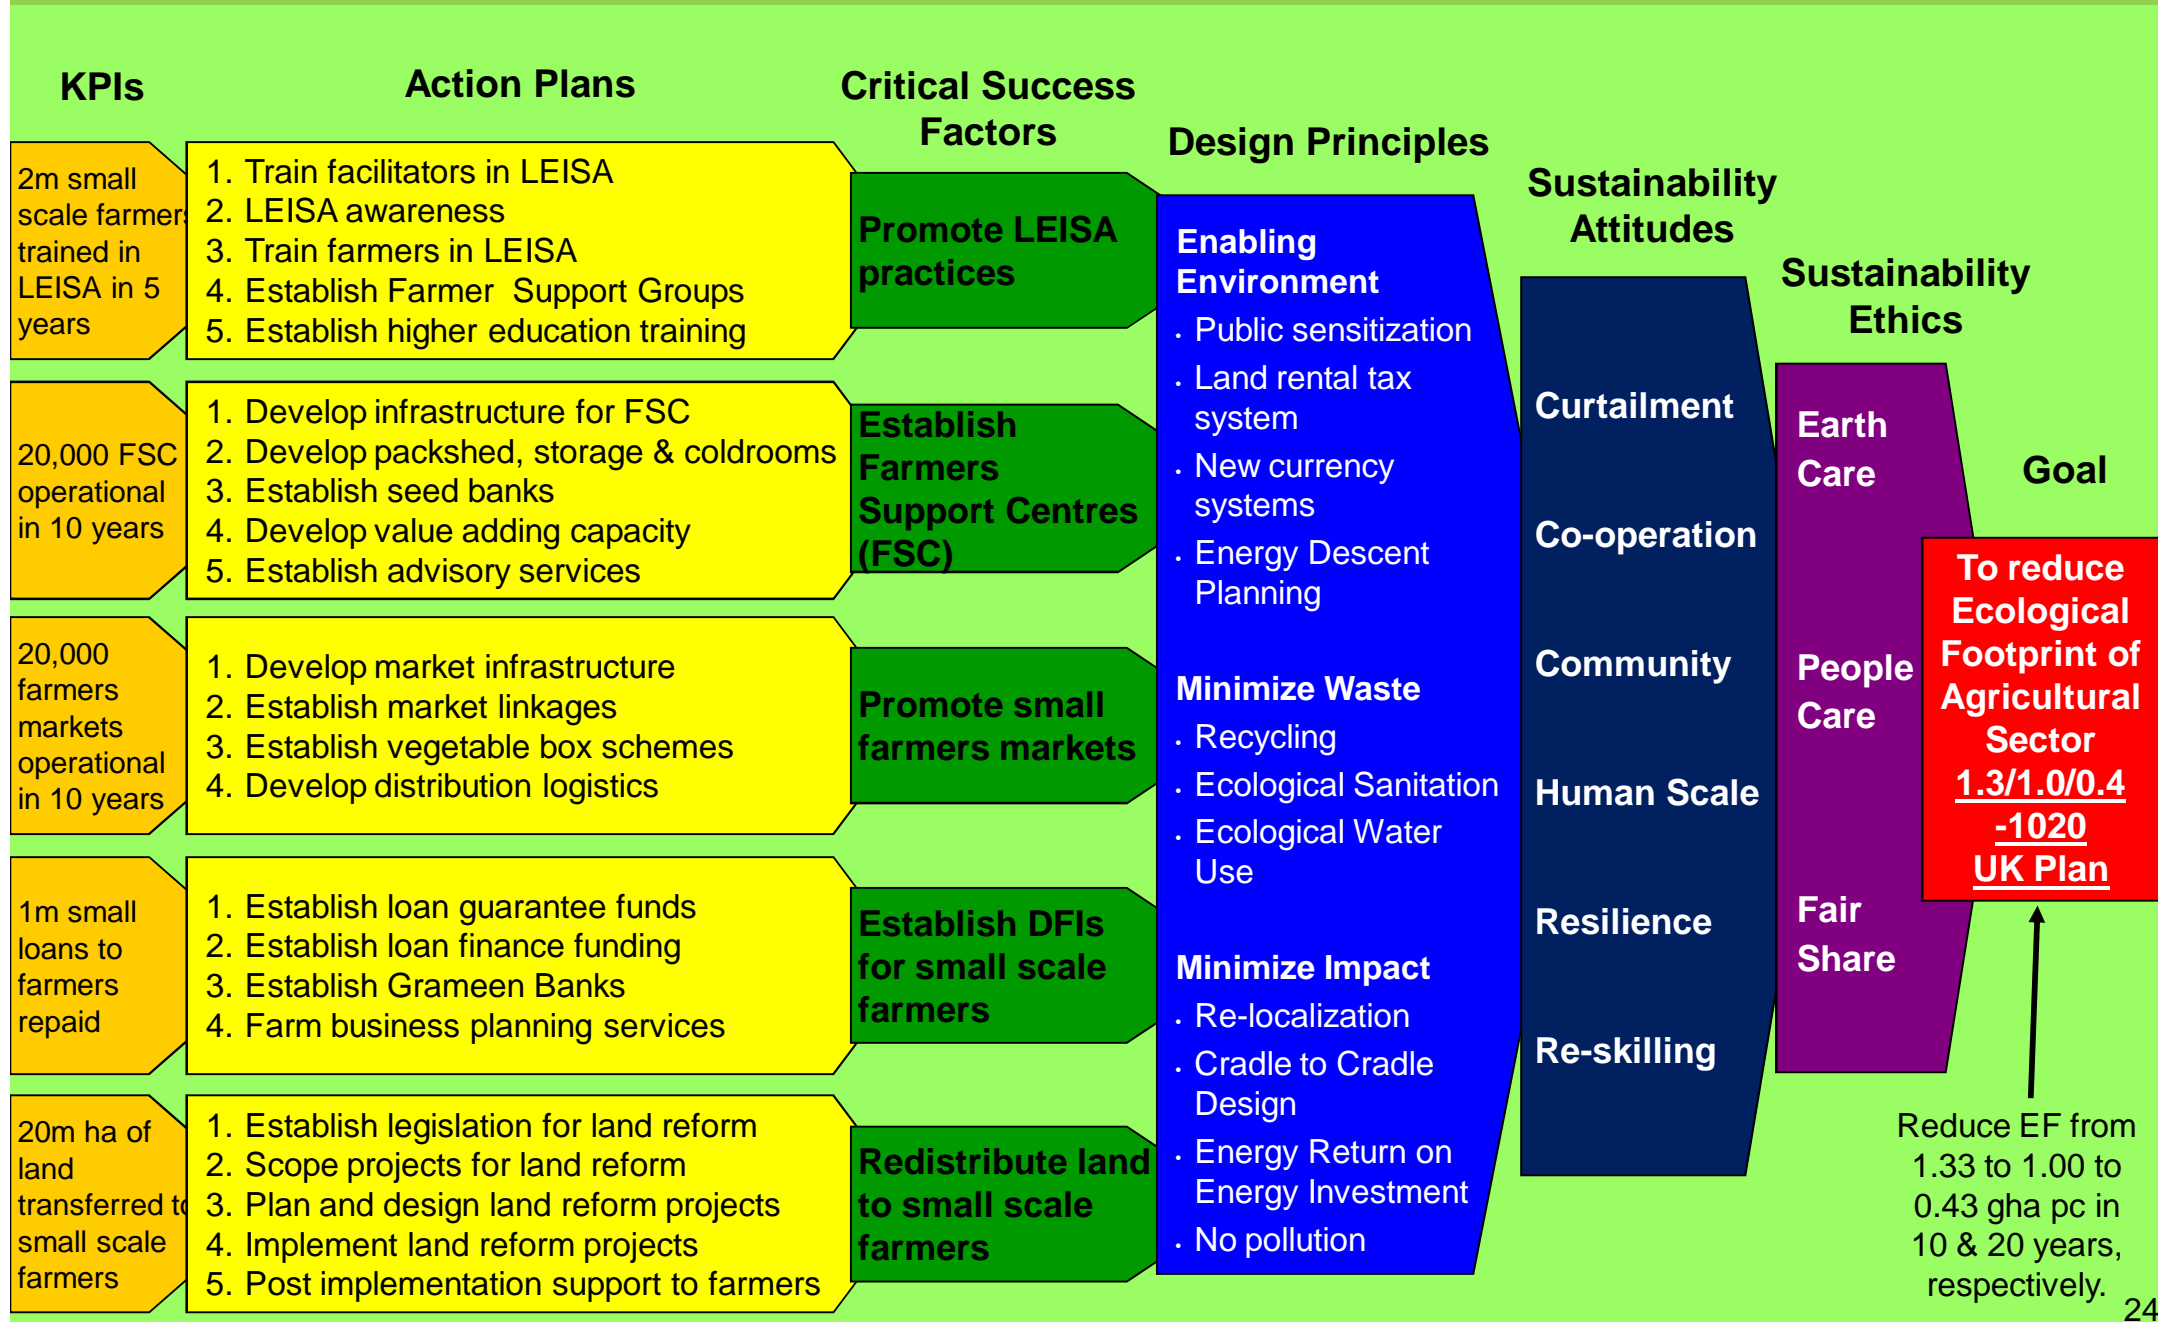 KPIs
Action Plans
Critical Success
Factors
Design Principles
Sustainability
Attitudes
Sustainability
Ethics
Goal
2m small
scale farmers
trained in
LEISA in 5
years
1. Train facilitators in LEISA
2. LEISA awareness
3. Train farmers in LEISA
4. Establish Farmer Support Groups
5. Establish higher education training
Promote LEISA
practices
20,000 FSC
operational
in 10 years
1. Develop infrastructure for FSC
2. Develop packshed, storage & coldrooms
3. Establish seed banks
4. Develop value adding capacity
5. Establish advisory services
Establish
Farmers
Support Centres
(FSC)
20,000
farmers
markets
operational
in 10 years
1. Develop market infrastructure
2. Establish market linkages
3. Establish vegetable box schemes
4. Develop distribution logistics
Promote small
farmers markets
1m small
loans to
farmers
repaid
1. Establish loan guarantee funds
2. Establish loan finance funding
3. Establish Grameen Banks
4. Farm business planning services
Establish DFIs
for small scale
farmers
20m ha of
land
transferred to
small scale
farmers
1. Establish legislation for land reform
2. Scope projects for land reform
3. Plan and design land reform projects
4. Implement land reform projects
5. Post implementation support to farmers
Redistribute land
to small scale
farmers
Enabling
Environment
• Public sensitization
• Land rental tax
system
• New currency
systems
• Energy Descent
Planning
Minimize Waste
• Recycling
• Ecological Sanitation
• Ecological Water
Use
Minimize Impact
• Re-localization
• Cradle to Cradle
Design
• Energy Return on
Energy Investment
• No pollution
Curtailment
Co-operation
Community
Human Scale
Resilience
Re-skilling
Earth
Care
People
Care
Fair
Share
To reduce
Ecological
Footprint of
Agricultural
Sector
1.3/1.0/0.4
-1020
UK Plan
Reduce EF from
1.33 to 1.00 to
0.43 gha pc in
10 & 20 years,
respectively.
24